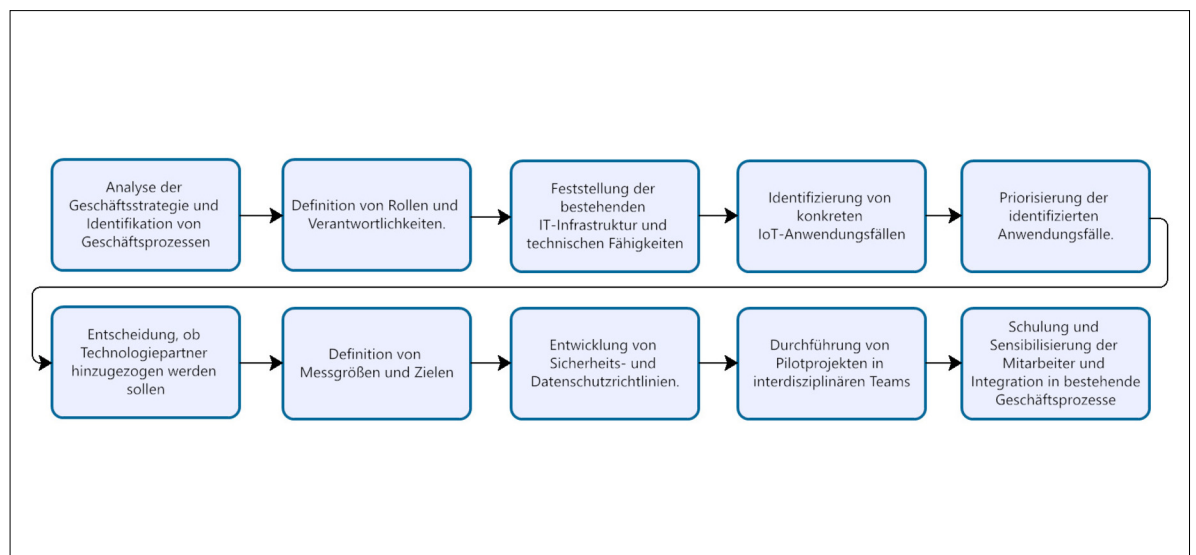 Analyse der
Geschäftsstrategie und
Identifikation von
Geschäftsprozessen
Definition von Rollen und
Verantwortlichkeiten.
Feststellung der
bestehenden
IT-Infrastruktur und
technischen Fähigkeiten
Identifizierung von
konkreten
IoT-Anwendungsfällen
Priorisierung der
identifizierten
Anwendungsfälle.
Entscheidung, ob
Technologiepartner
hinzugezogen werden
sollen
Definition von
Messgrößen und Zielen
Entwicklung von
Sicherheits- und
Datenschutzrichtlinien.
Durchführung von
Pilotprojekten in
interdisziplinären Teams
Schulung und
Sensibilisierung der
Mitarbeiter und
Integration in bestehende
Geschäftsprozesse